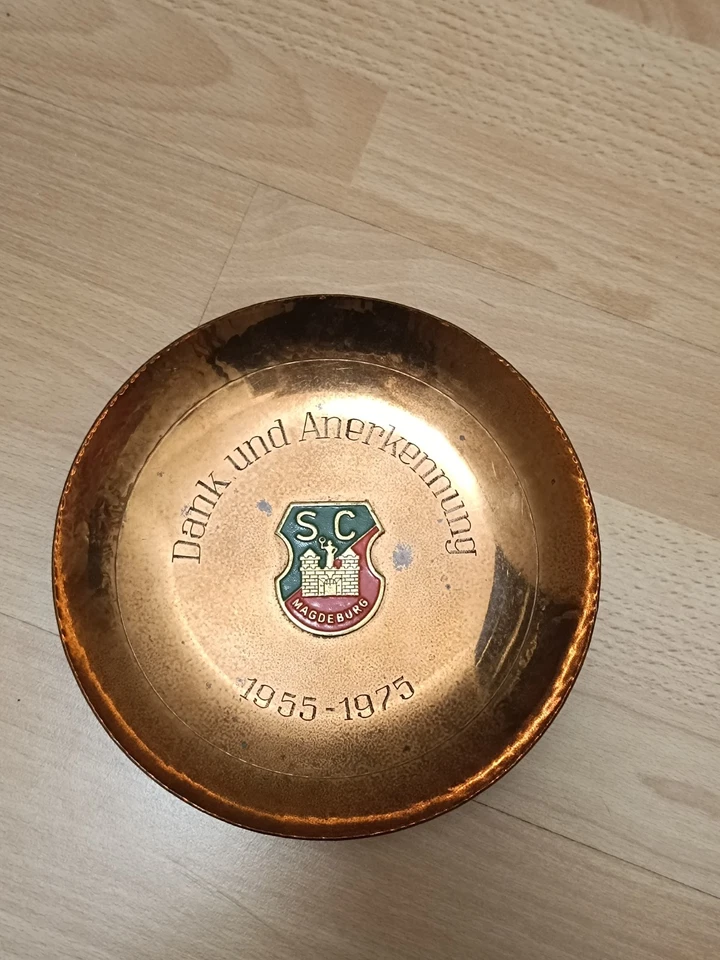 Dank und Anerkennung
SC
MAGDEBURG
1955-1975